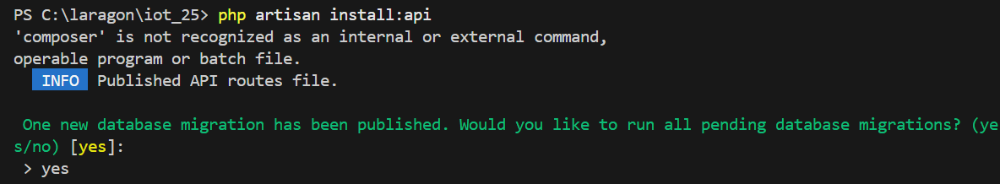 PS C:\laragon\iot_25> php artisan install:api
'composer' is not recognized as an internal or external command,
operable program or batch file.
INFO Published API routes file.
One new database migration has been published. Would you like to run all pending database migrations? (ye
s/no) [yes]:
> yes